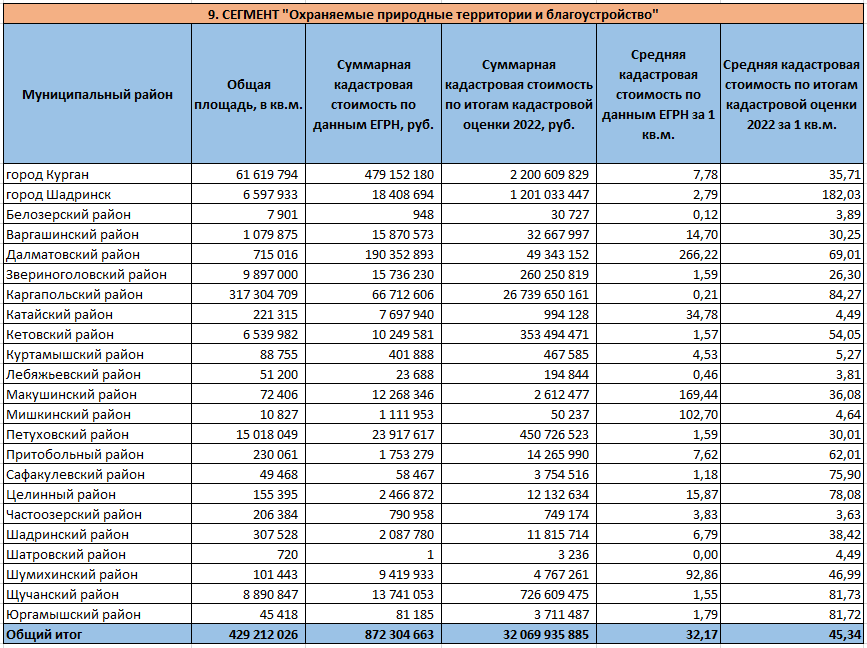 9. СЕГМЕНТ "Охраняемые природные территории и благоустройство"
Муниципальный район
Общая
площадь, в кв.м.
Суммарная
кадастровая
стоимость по
данным ЕГРН, руб.
Суммарная
кадастровая стоимость
по итогам кадастровой
оценки 2022, руб.
Средняя
кадастровая
стоимость по
данным ЕГРН за 1
кв.м.
Средняя кадастровая
стоимость по итогам
кадастровой оценки
2022 за 1 кв.м.
город Курган 61 619 794 479 152 180 2 200 609 829 7,78 35,71
город Шадринск 6 597 933 18 408 694 1 201 033 447 2,79 182,03
Белозерский район 7 901 948 30 727 0,12 3,89
Варгашинский район 1 079 875 15 870 573 32 667 997 14,70 30,25
Далматовский район 715 016 190 352 893 49 343 152 266,22 69,01
Звериноголовский район 9 897 000 15 736 230 260 250 819 1,59 26,30
Каргапольский район 317 304 709 66 712 606 26 739 650 161 0,21 84,27
Катайский район 221 315 7 697 940 994 128 34,78 4,49
Кетовский район 6 539 982 10 249 581 353 494 471 1,57 54,05
Куртамышский район 88 755 401 888 467 585 4,53 5,27
Лебяжьевский район 51 200 23 688 194 844 0,46 3,81
Макушинский район 72 406 12 268 346 2 612 477 169,44 36,08
Мишкинский район 10 827 1 111 953 50 237 102,70 4,64
Петуховский район 15 018 049 23 917 617 450 726 523 1,59 30,01
Притобольный район 230 061 1 753 279 14 265 990 7,62 62,01
Сафакулевский район 49 468 58 467 3 754 516 1,18 75,90
Целинный район 155 395 2 466 872 12 132 634 15,87 78,08
Частоозерский район 206 384 790 958 749 174 3,83 3,63
Шадринский район 307 528 2 087 780 11 815 714 6,79 38,42
Шатровский район 720 1 3 236 0,00 4,49
Шумихинский район 101 443 9 419 933 4 767 261 92,86 46,99
Щучанский район 8 890 847 13 741 053 726 609 475 1,55 81,73
Юргамышский район 45 418 81 185 3 711 487 1,79 81,72
Общий итог 429 212 026 872 304 663 32 069 935 885 32,17 45,34